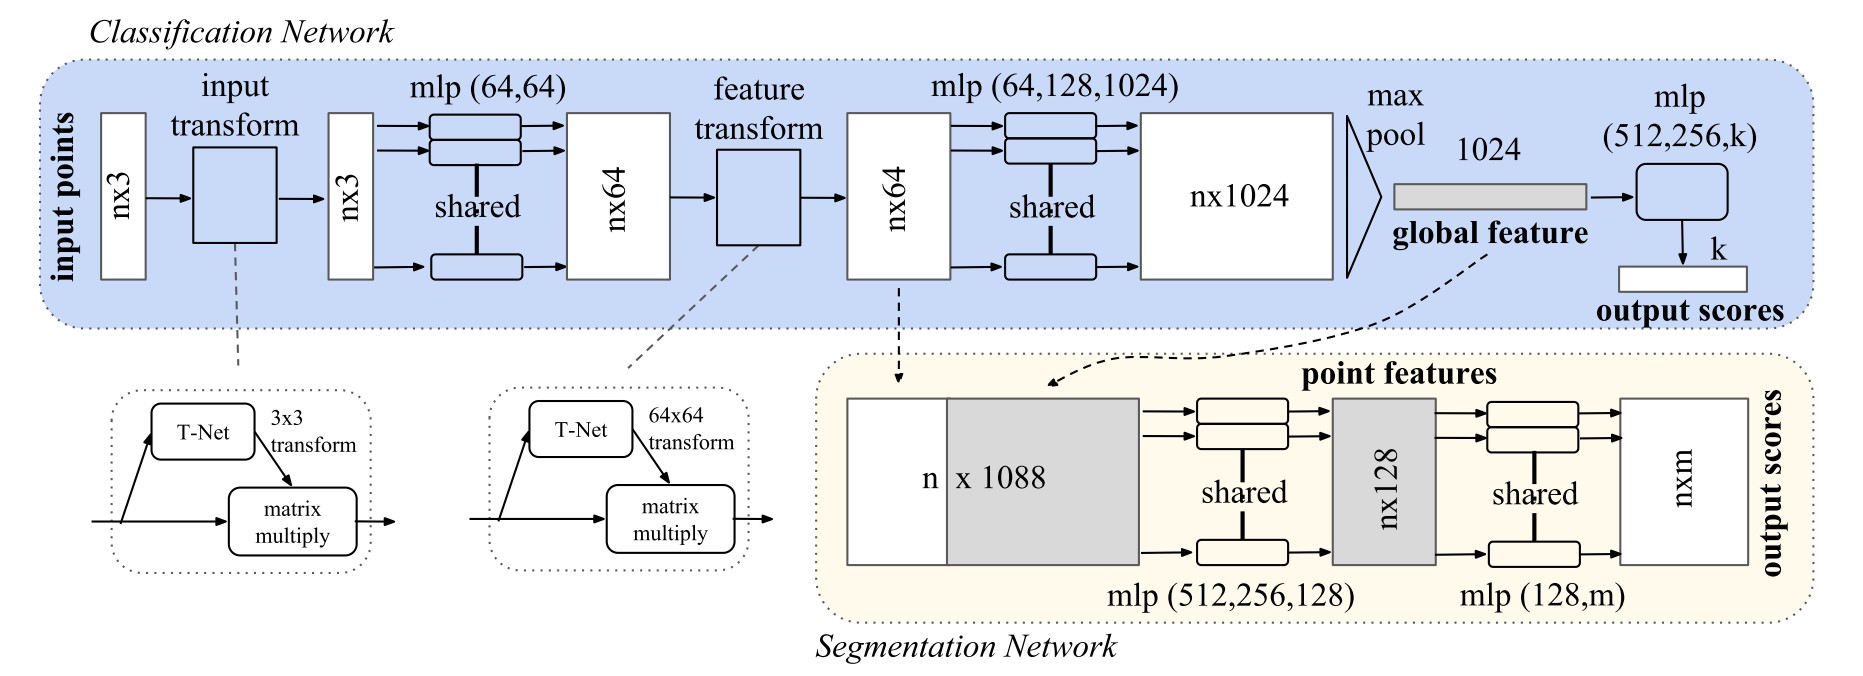 Classification Network
input points
nx3
input
transform
nx3
mlp (64,64)
shared
nx64
feature
transform
nx64
mlp (64,128,1024)
shared
nx1024
max
pool
1024
global feature
mlp
(512,256,k)
k
output scores
T-Net
3x3
transform
matrix
multiply
T-Net
64x64
transform
matrix
multiply
point features
n x 1088
shared
mlp (512,256,128)
nx128
shared
mlp (128,m)
nxm
output scores
Segmentation Network